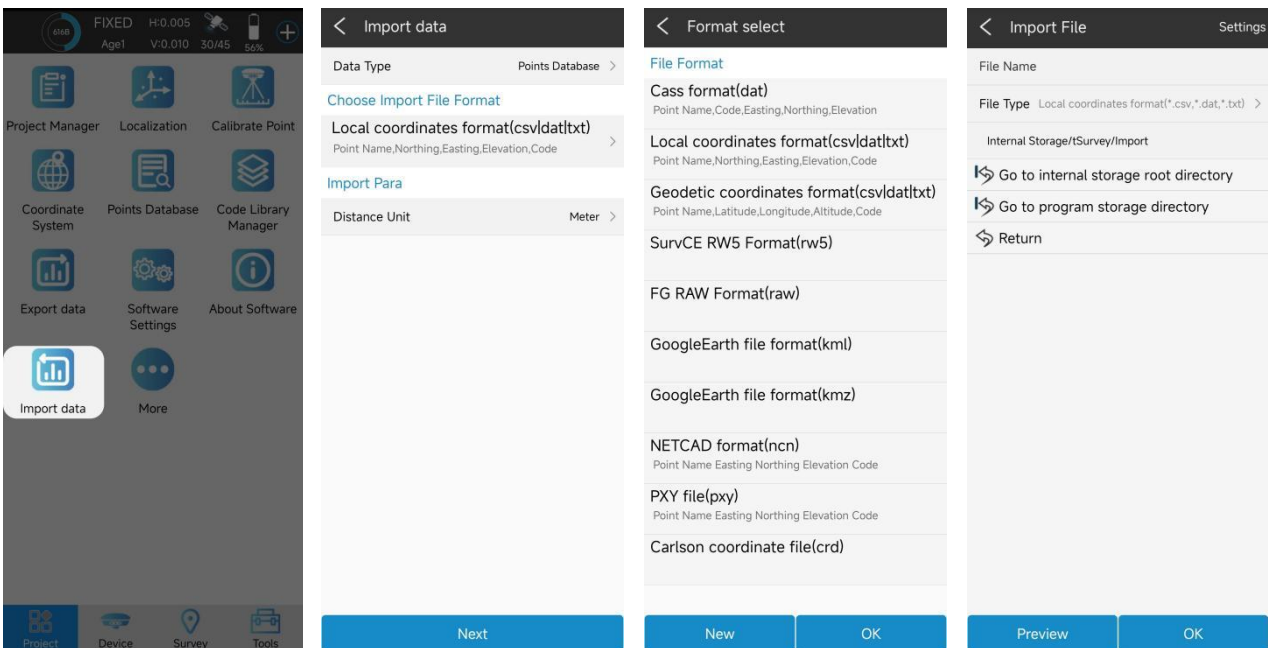 616B
FIXED H:0.005
Age1 V:0.010 30/45 56%
Project Manager Localization Calibrate Point
Coordinate System Points Database Code Library Manager
Export data Software Settings About Software
Import data More
Project Device Survey Tools
Import data
Data Type Points Database
Choose Import File Format
Local coordinates format(csv|dat|txt)
Point Name,Northing,Easting,Elevation,Code
Import Para
Distance Unit Meter
Next
Format select
File Format
Cass format(dat)
Point Name,Code,Easting,Northing,Elevation
Local coordinates format(csv|dat|txt)
Point Name,Northing,Easting,Elevation,Code
Geodetic coordinates format(csv|dat|txt)
Point Name,Latitude,Longitude,Altitude,Code
SurvCE RW5 Format(rw5)
FG RAW Format(raw)
GoogleEarth file format(kml)
GoogleEarth file format(kmz)
NETCAD format(ncn)
Point Name Easting Northing Elevation Code
PXY file(pxy)
Point Name Easting Northing Elevation Code
Carlson coordinate file(crd)
New OK
Import File Settings
File Name
File Type Local coordinates format(*.csv,*.dat,*.txt)
Internal Storage/tSurvey/Import
Go to internal storage root directory
Go to program storage directory
Return
Preview OK